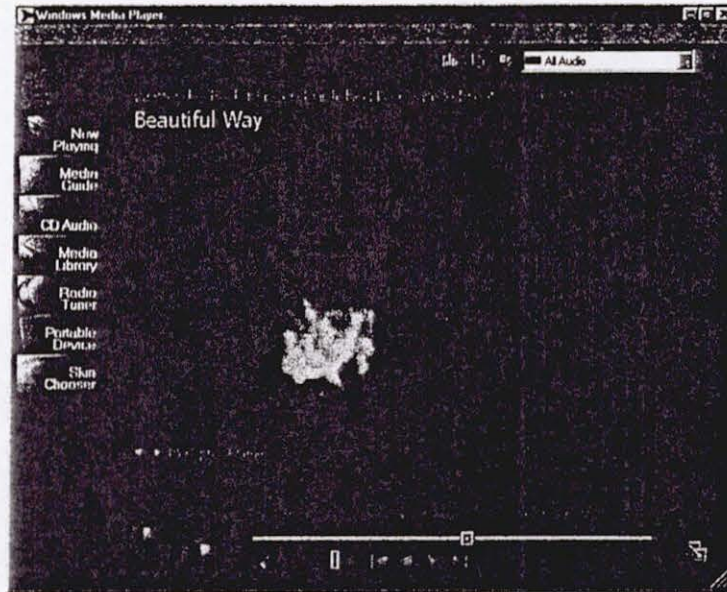 Windows Media Player
All Audio
Beautiful Way
Now
Playing
Media
Guide
CD Audio
Media
Library
Radio
Tuner
Portable
Device
Skin
Chooser